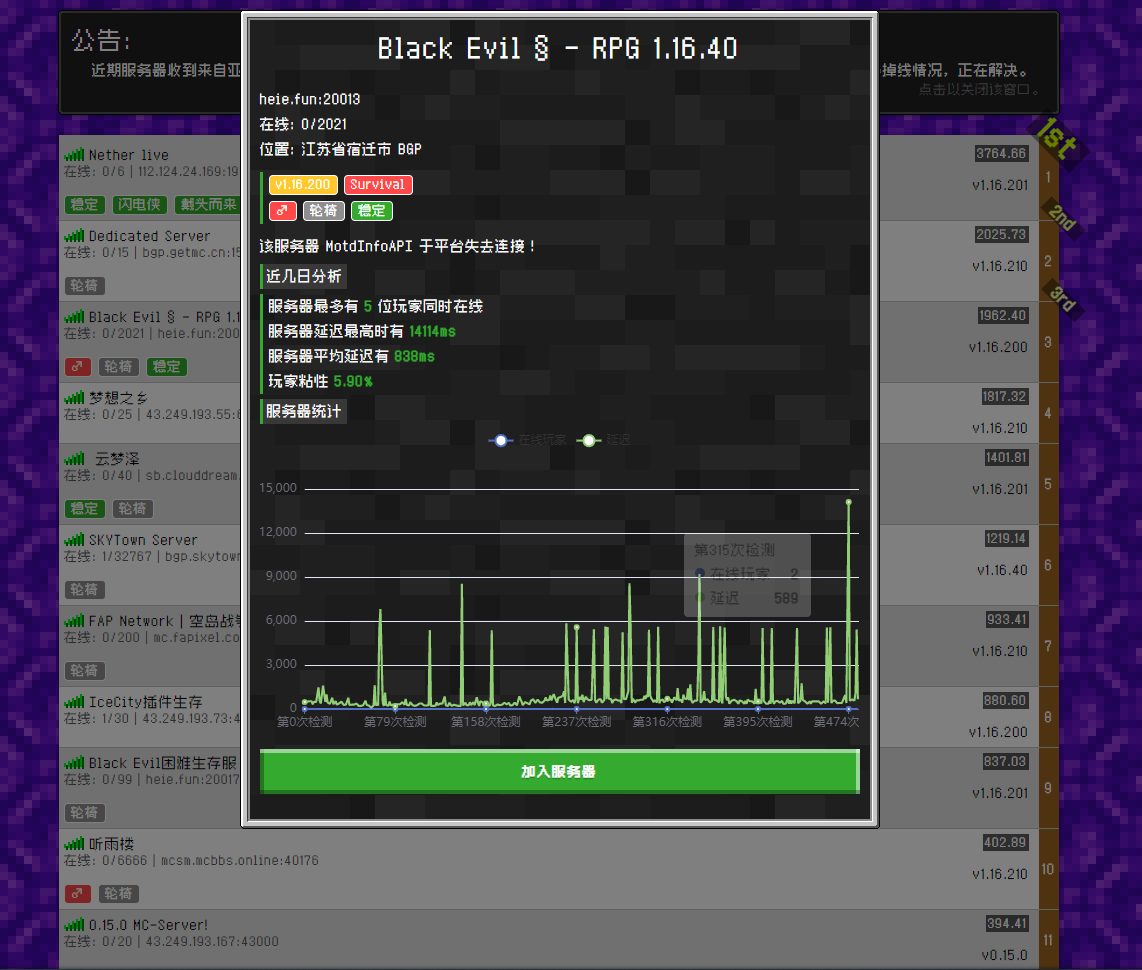 公告:
近期服务器收到来自亚
掉线情况，正在解决。
点击以关闭该窗口。
Black Evil § - RPG 1.16.40
heie.fun:20013
在线: 0/2021
位置: 江苏省宿迁市 BGP
v1.16.200 Survival
♂ 轮椅 稳定
该服务器 MotdInfoAPI 于平台失去连接！
近几日分析
服务器最多有 5 位玩家同时在线
服务器延迟最高时有 14114ms
服务器平均延迟有 838ms
玩家粘性 5.90%
服务器统计
在线玩家 延迟
15,000
12,000
9,000
6,000
3,000
0
第315次检测
在线玩家 2
延迟 589
第0次检测 第79次检测 第158次检测 第237次检测 第316次检测 第395次检测 第474次
加入服务器
1st
2nd
3rd
Nether live 3764.66
在线: 0/6 | 112.124.24.169:19
v1.16.201 1
稳定 闪电侠 戴头而来
Dedicated Server 2025.73
在线: 0/15 | bgp.getmc.cn:15
v1.16.210 2
轮椅
Black Evil § - RPG 1.1 1962.40
在线: 0/2021 | heie.fun:200
v1.16.200 3
♂ 轮椅 稳定
梦想之乡 1817.32
在线: 0/25 | 43.249.193.55:6
v1.16.210 4
云梦泽 1401.81
在线: 0/40 | sb.clouddream
v1.16.201 5
稳定 轮椅
SKYTown Server 1219.14
在线: 1/32767 | bgp.skytow
v1.16.40 6
轮椅
FAP Network | 空岛战 933.41
在线: 0/200 | mc.fapixel.co
v1.16.210 7
轮椅
IceCity插件生存 880.60
在线: 1/30 | 43.249.193.73:4
v1.16.200 8
Black Evil困难生存服 837.03
在线: 0/99 | heie.fun:20017
v1.16.201 9
轮椅
听雨楼 402.89
在线: 0/6666 | mcsm.mcbbs.online:40176
v1.16.210 10
♂ 轮椅
0.15.0 MC-Server! 394.41
在线: 0/20 | 43.249.193.167:43000
v0.15.0 11